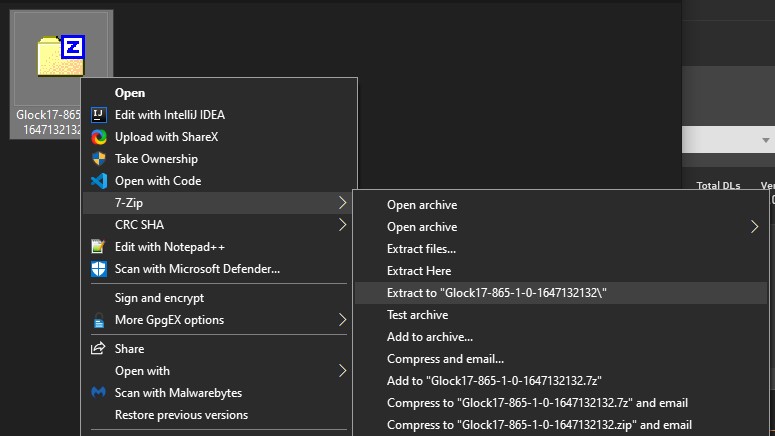 Glock17-865
1647132132
Open
Edit with IntelliJ IDEA
Upload with ShareX
Take Ownership
Open with Code
7-Zip
CRC SHA
Edit with Notepad++
Scan with Microsoft Defender...
Sign and encrypt
More GpgEX options
Share
Open with
Scan with Malwarebytes
Restore previous versions
Open archive
Open archive
Extract files...
Extract Here
Extract to "Glock17-865-1-0-1647132132\"
Test archive
Add to archive...
Compress and email...
Add to "Glock17-865-1-0-1647132132.7z"
Compress to "Glock17-865-1-0-1647132132.7z" and email
Compress to "Glock17-865-1-0-1647132132.zip" and email
Total DLs